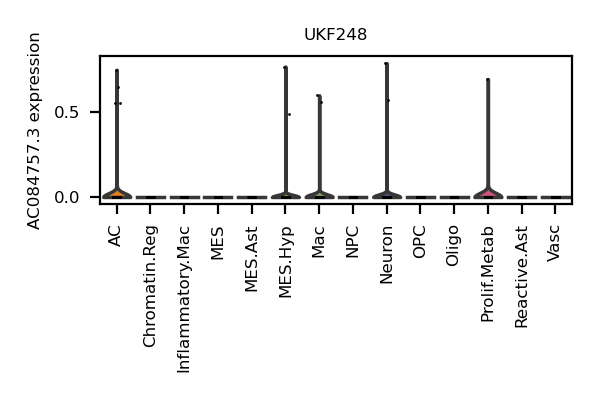 UKF248
AC084757.3 expression
0.5
0.0
AC
Chromatin.Reg
Inflammatory.Mac
MES
MES.Ast
MES.Hyp
Mac
NPC
Neuron
OPC
Oligo
Prolif.Metab
Reactive.Ast
Vasc